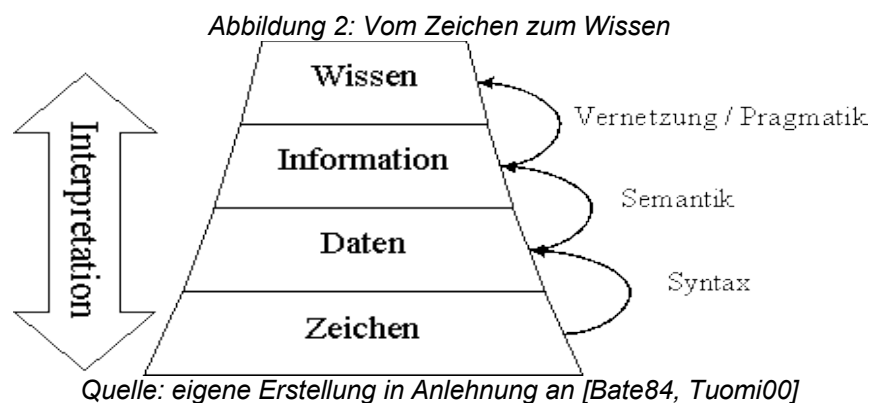 Abbildung 2: Vom Zeichen zum Wissen
Wissen
Vernetzung / Pragmatik
Information
Semantik
Daten
Syntax
Zeichen
Interpretation
Quelle: eigene Erstellung in Anlehnung an [Bate84, Tuomi00]